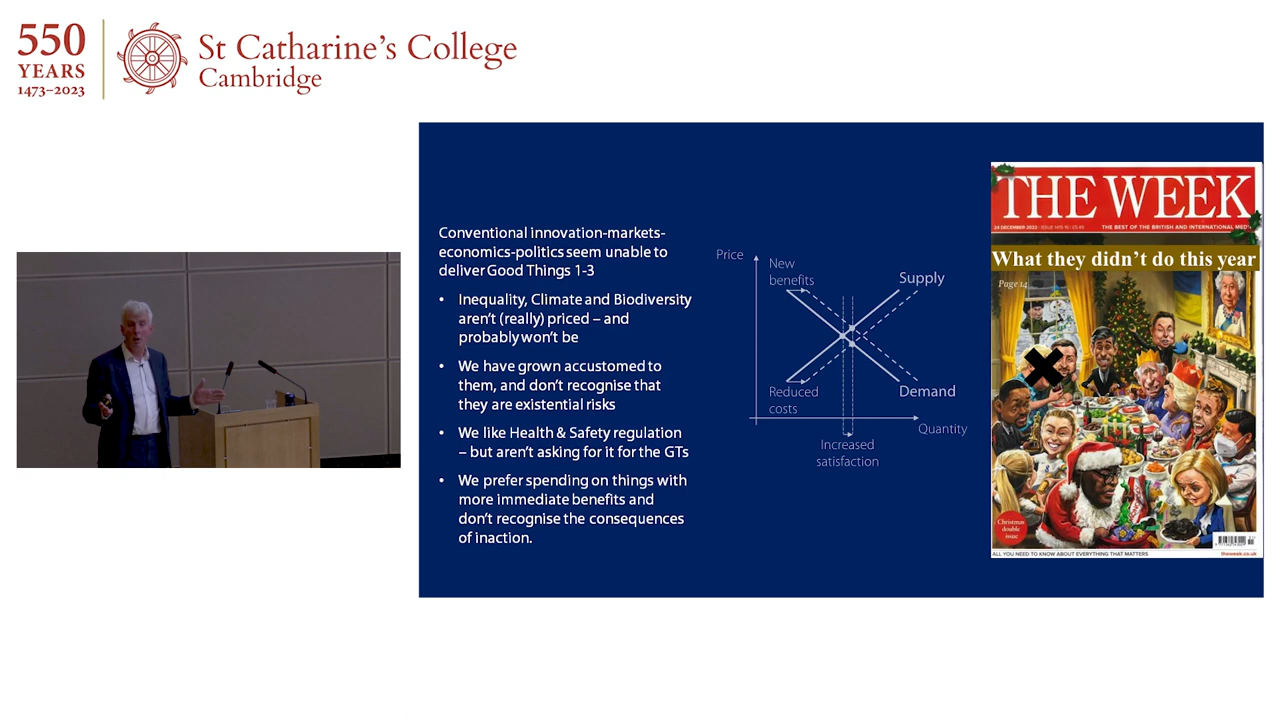 550
YEARS
1473–2023
St Catharine's College
Cambridge
Conventional innovation-markets-
economics-politics seem unable to
deliver Good Things 1-3
• Inequality, Climate and Biodiversity
aren't (really) priced – and
probably won't be
• We have grown accustomed to
them, and don't recognise that
they are existential risks
• We like Health & Safety regulation
– but aren't asking for it for the GTs
• We prefer spending on things with
more immediate benefits and
don't recognise the consequences
of inaction.
Price
New
benefits
Supply
Reduced
costs
Demand
Quantity
Increased
satisfaction
THE WEEK
24 DECEMBER 2022
THE BEST OF THE BRITISH AND INTERNATIONAL
What they didn't do this year
Page 14
Christmas
double
issue
ALL YOU NEED TO KNOW ABOUT EVERYTHING THAT MATTERS
theweek.co.uk